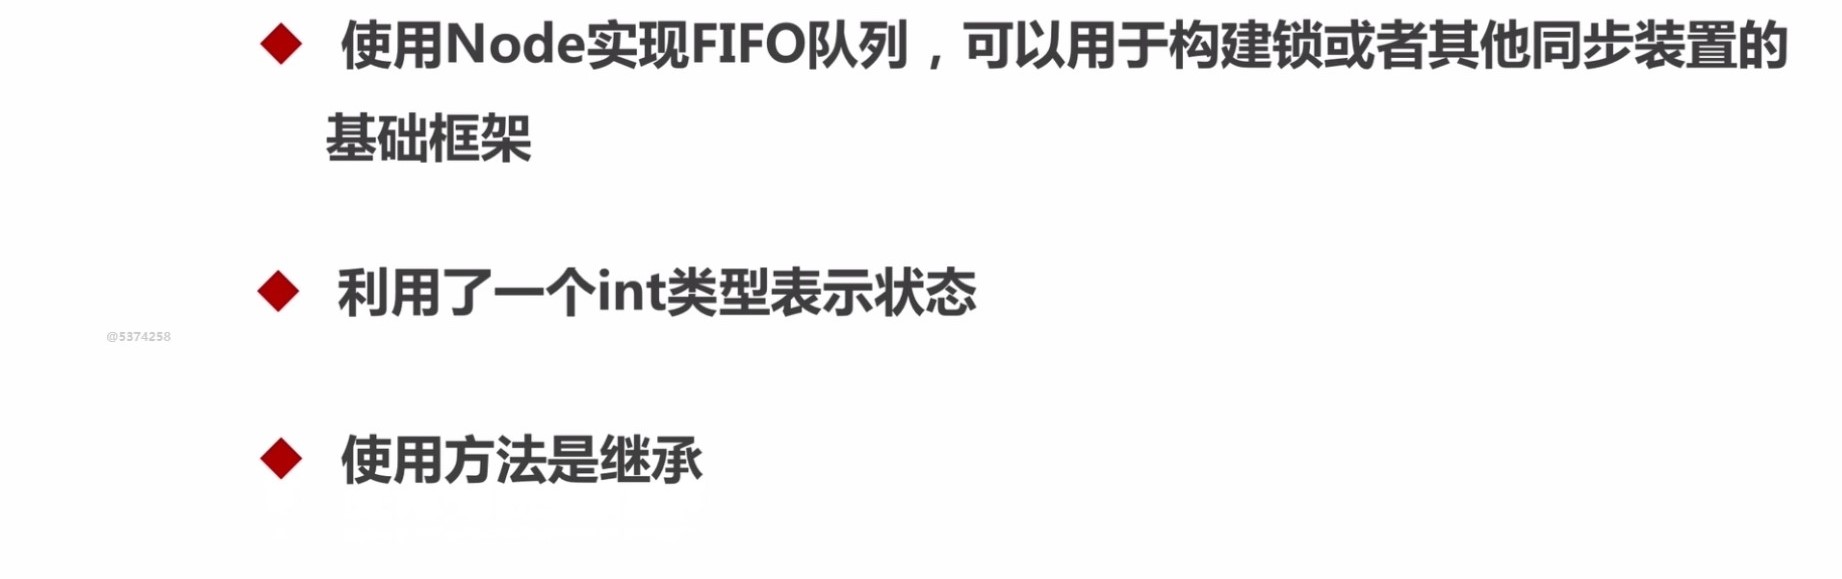 使用Node实现FIFO队列，可以用于构建锁或者其他同步装置的
基础框架
利用了一个int类型表示状态
@5374258
使用方法是继承